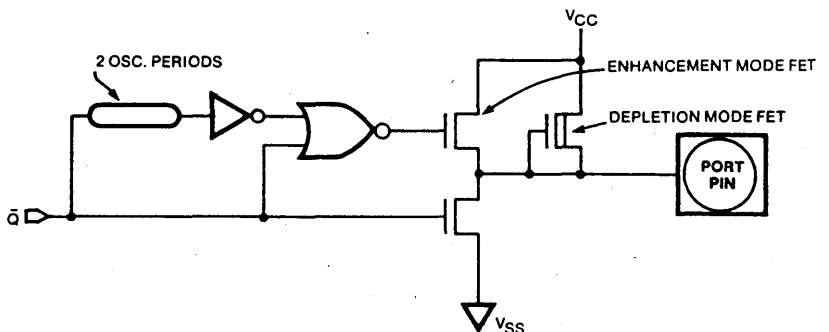 2 OSC. PERIODS
VCC
ENHANCEMENT MODE FET
DEPLETION MODE FET
PORT
PIN
Q̄
VSS